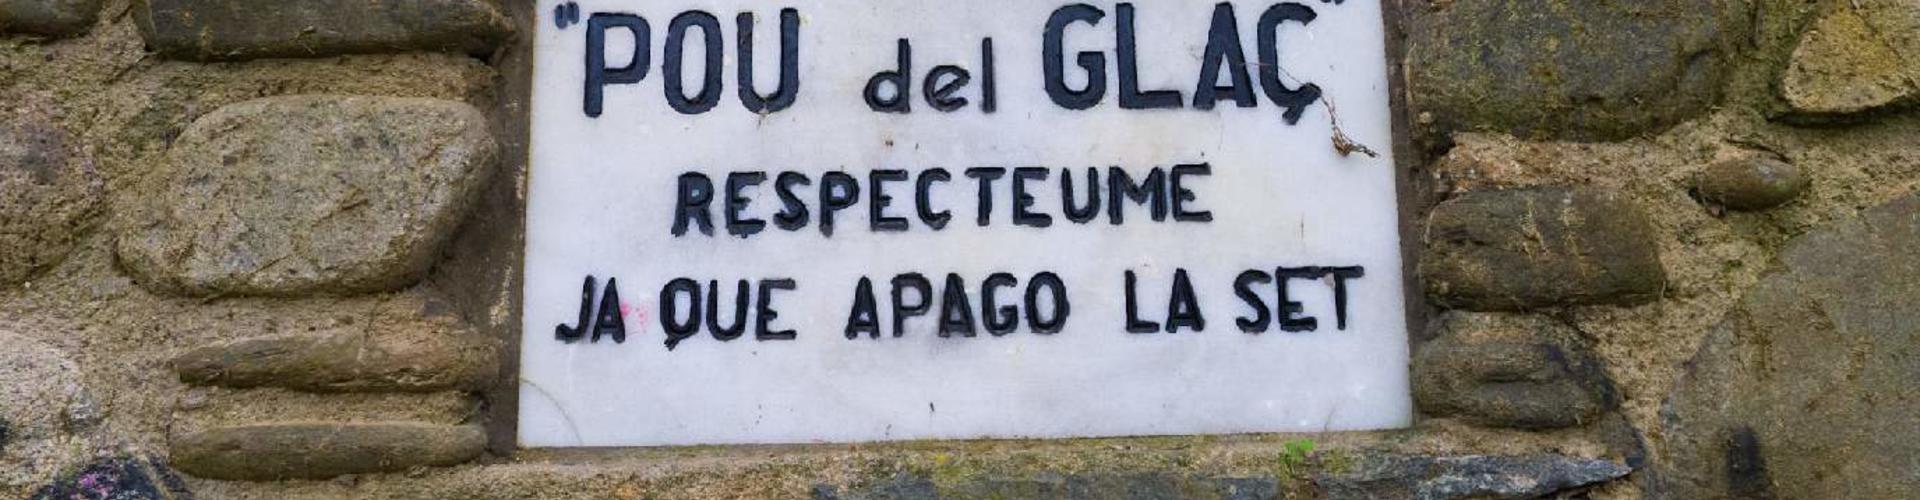 "POU del GLAÇ"
RESPECTEUME
JA QUE APAGO LA SET